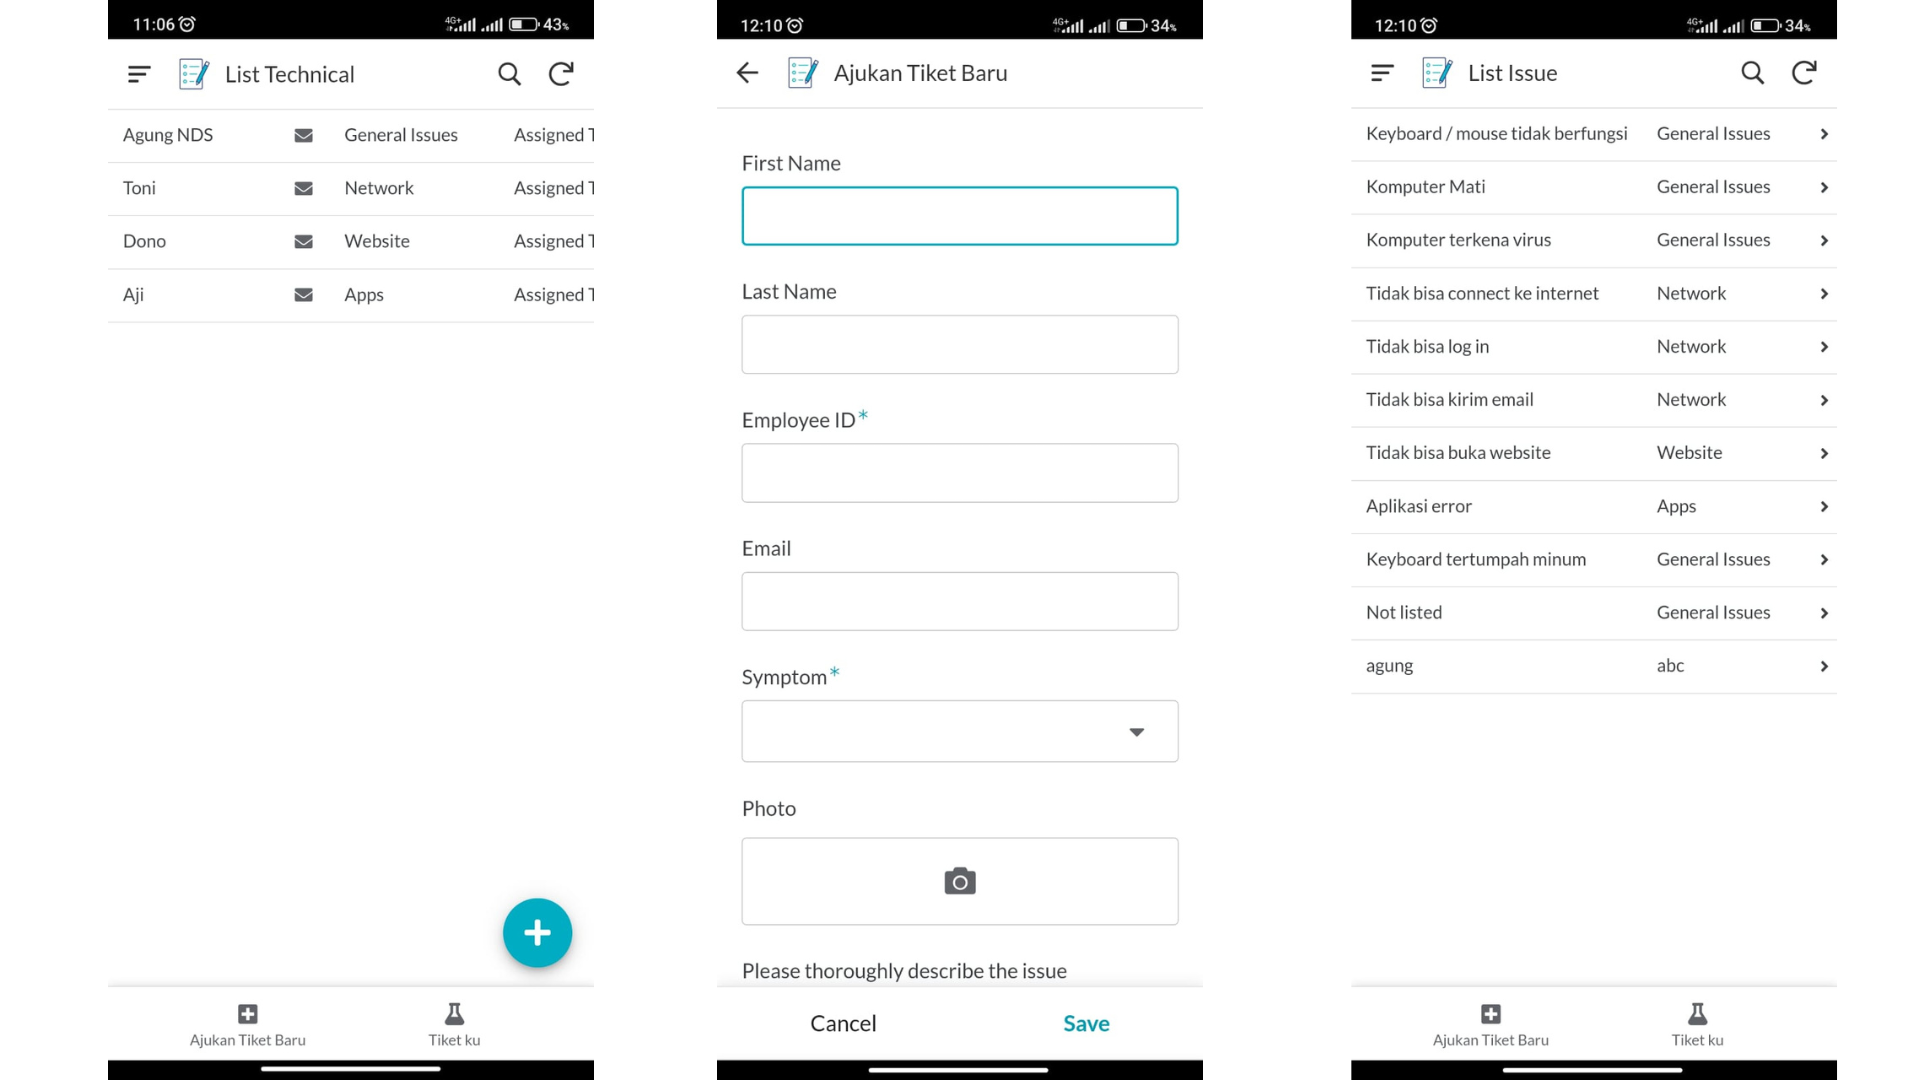 11:06
4G+
43%
List Technical
Agung NDS
General Issues
Assigned T
Toni
Network
Assigned T
Dono
Website
Assigned T
Aji
Apps
Assigned T
Ajukan Tiket Baru
Tiket ku
12:10
4G+
34%
Ajukan Tiket Baru
First Name
Last Name
Employee ID*
Email
Symptom*
Photo
Please thoroughly describe the issue
Cancel
Save
12:10
4G+
34%
List Issue
Keyboard / mouse tidak berfungsi
General Issues
Komputer Mati
General Issues
Komputer terkena virus
General Issues
Tidak bisa connect ke internet
Network
Tidak bisa log in
Network
Tidak bisa kirim email
Network
Tidak bisa buka website
Website
Aplikasi error
Apps
Keyboard tertumpah minum
General Issues
Not listed
General Issues
agung
abc
Ajukan Tiket Baru
Tiket ku